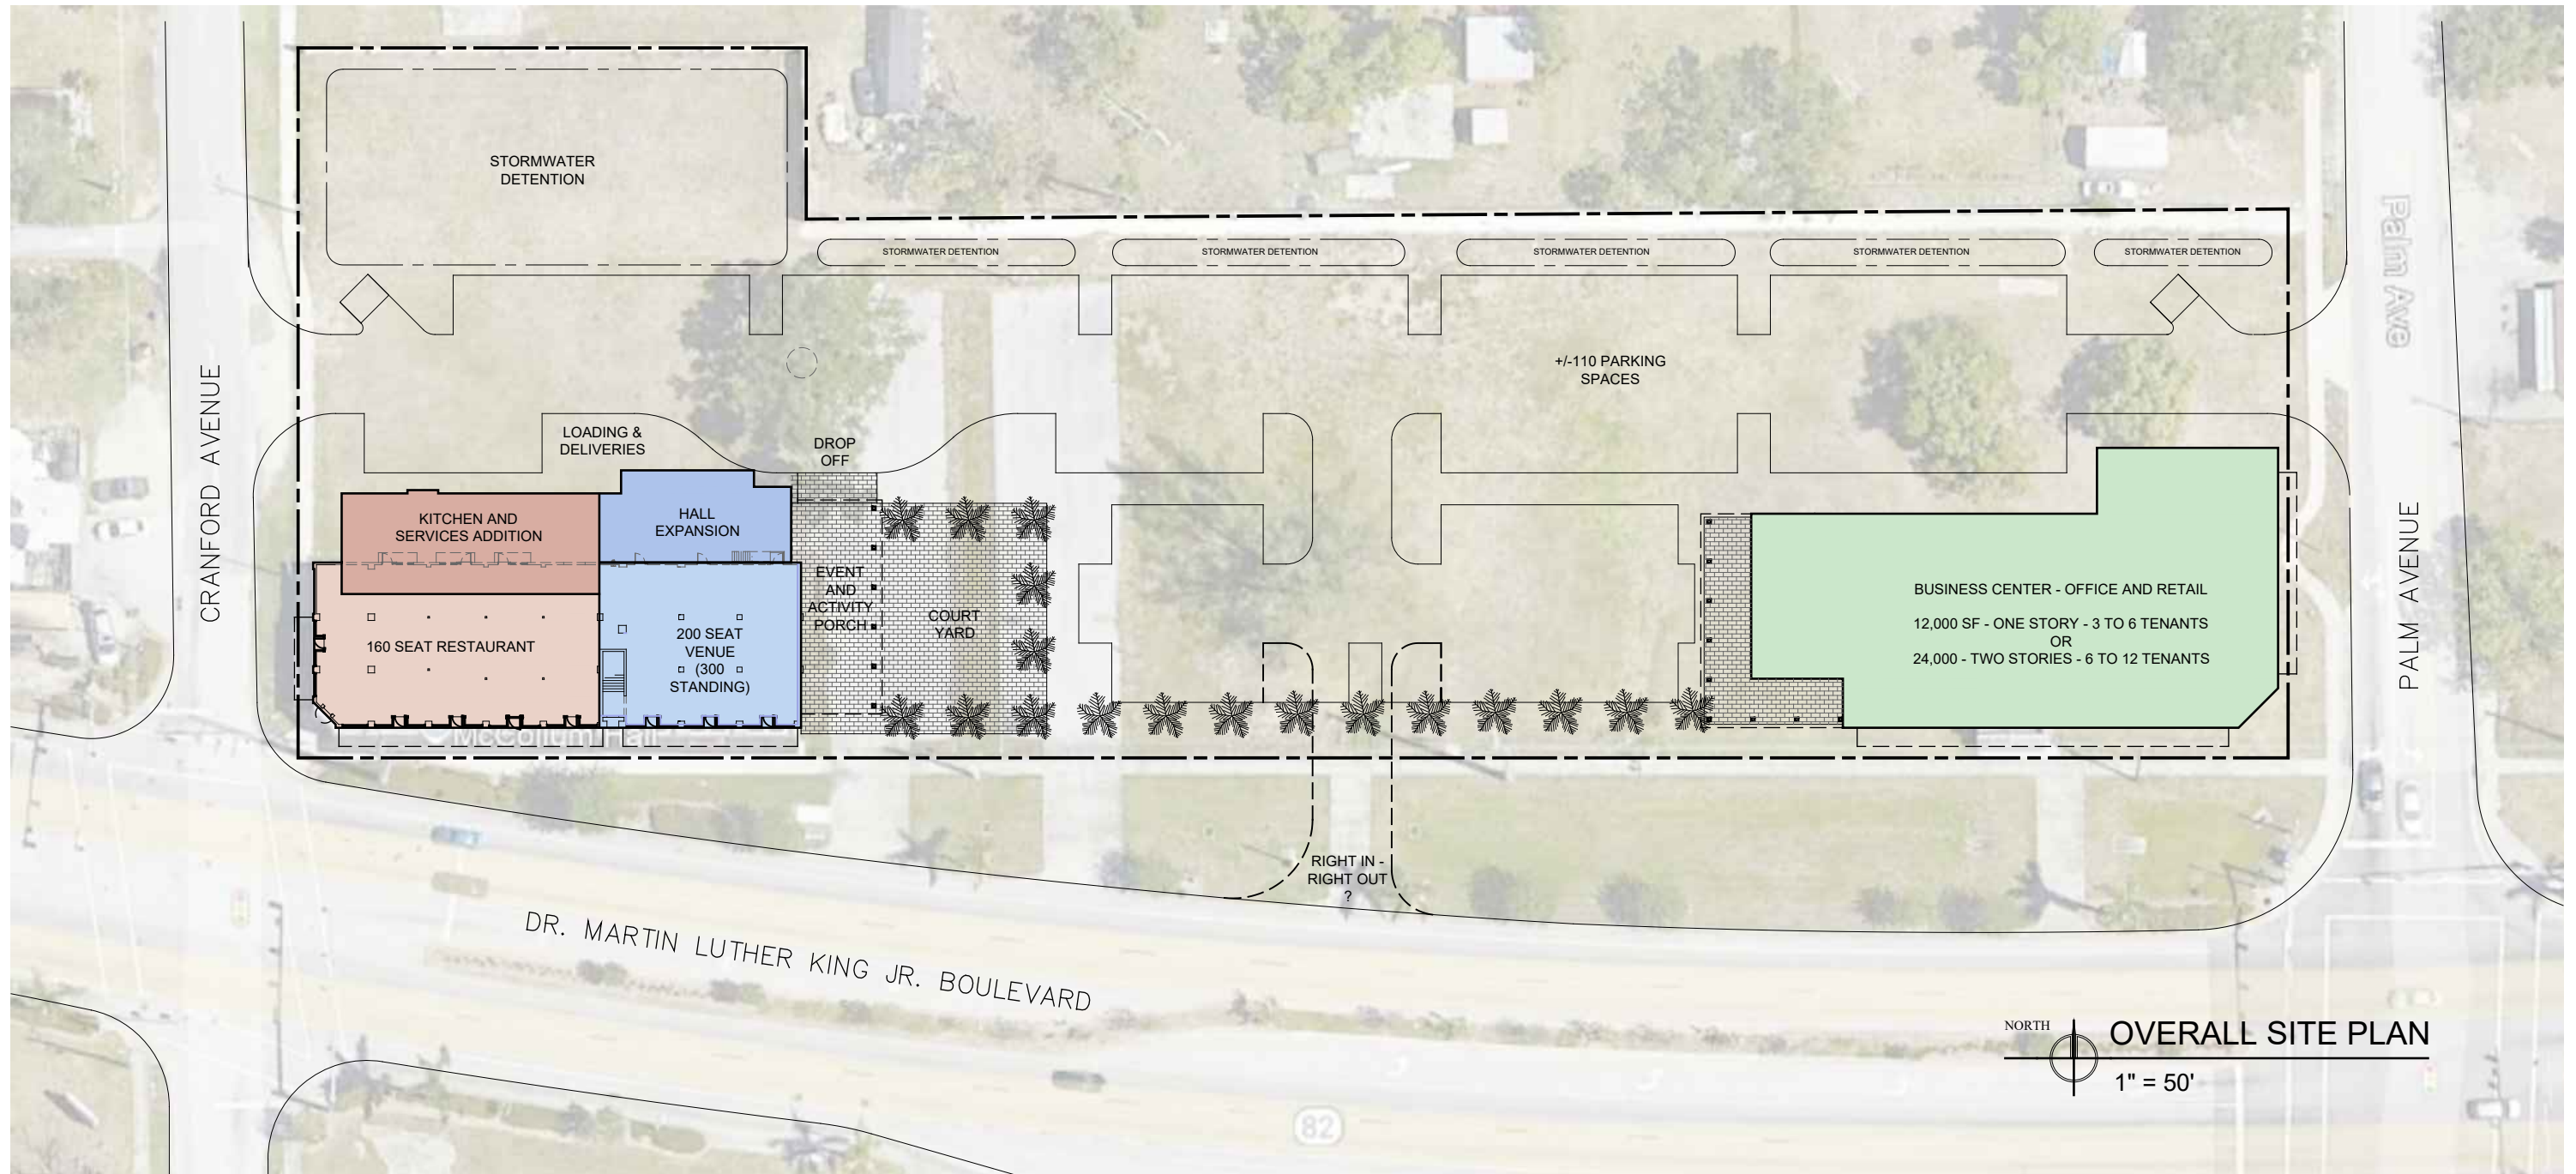 STORMWATER
DETENTION
STORMWATER DETENTION
STORMWATER DETENTION
STORMWATER DETENTION
STORMWATER DETENTION
STORMWATER DETENTION
Palm Ave
+/-110 PARKING
SPACES
CRANFORD AVENUE
LOADING &
DELIVERIES
DROP
OFF
KITCHEN AND
SERVICES ADDITION
HALL
EXPANSION
EVENT
AND
ACTIVITY
PORCH
COURT
YARD
160 SEAT RESTAURANT
200 SEAT
VENUE
(300
STANDING)
BUSINESS CENTER - OFFICE AND RETAIL
12,000 SF - ONE STORY - 3 TO 6 TENANTS
OR
24,000 - TWO STORIES - 6 TO 12 TENANTS
PALM AVENUE
McCollum Hall
RIGHT IN -
RIGHT OUT
?
DR. MARTIN LUTHER KING JR. BOULEVARD
82
NORTH
OVERALL SITE PLAN
1" = 50'